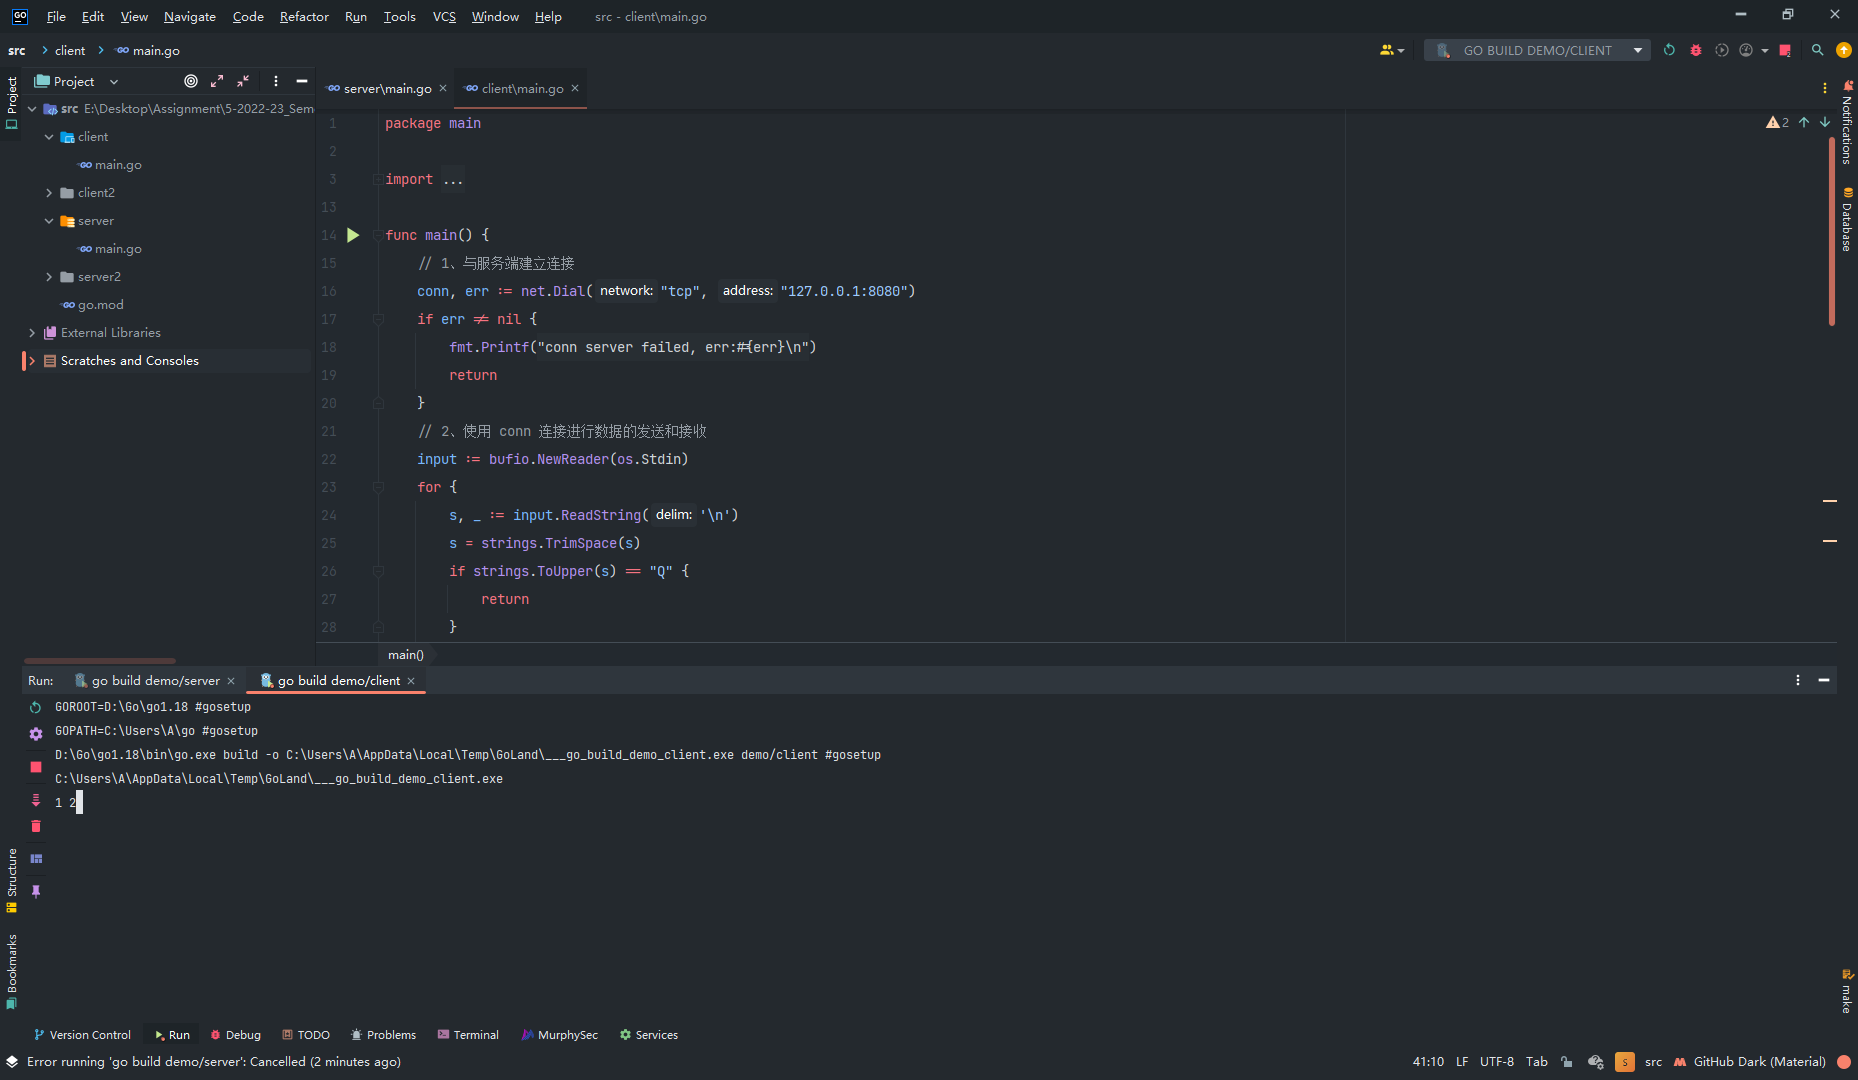 File Edit View Navigate Code Refactor Run Tools VCS Window Help src - client\main.go
src client main.go GO BUILD DEMO/CLIENT
Project
Project
server\main.go
client\main.go
src E:\Desktop\Assignment\5-2022-23_Sem
client
main.go
client2
server
main.go
server2
go.mod
External Libraries
Scratches and Consoles
1 package main
2
3 import ...
13
14 func main() {
15 // 1、与服务端建立连接
16 conn, err := net.Dial( network: "tcp", address: "127.0.0.1:8080")
17 if err != nil {
18 fmt.Printf("conn server failed, err:#={err}\n")
19 return
20 }
21 // 2、使用 conn 连接进行数据的发送和接收
22 input := bufio.NewReader(os.Stdin)
23 for {
24 s, _ := input.ReadString( delim: '\n')
25 s = strings.TrimSpace(s)
26 if strings.ToUpper(s) == "Q" {
27 return
28 }
2
Notifications
Database
main()
Run: go build demo/server go build demo/client
GOROOT=D:\Go\go1.18 #gosetup
GOPATH=C:\Users\A\go #gosetup
D:\Go\go1.18\bin\go.exe build -o C:\Users\A\AppData\Local\Temp\GoLand\___go_build_demo_client.exe demo/client #gosetup
C:\Users\A\AppData\Local\Temp\GoLand\___go_build_demo_client.exe
1 2
Structure
Bookmarks
make
Version Control Run Debug TODO Problems Terminal MurphySec Services
Error running 'go build demo/server': Cancelled (2 minutes ago) 41:10 LF UTF-8 Tab S src GitHub Dark (Material)